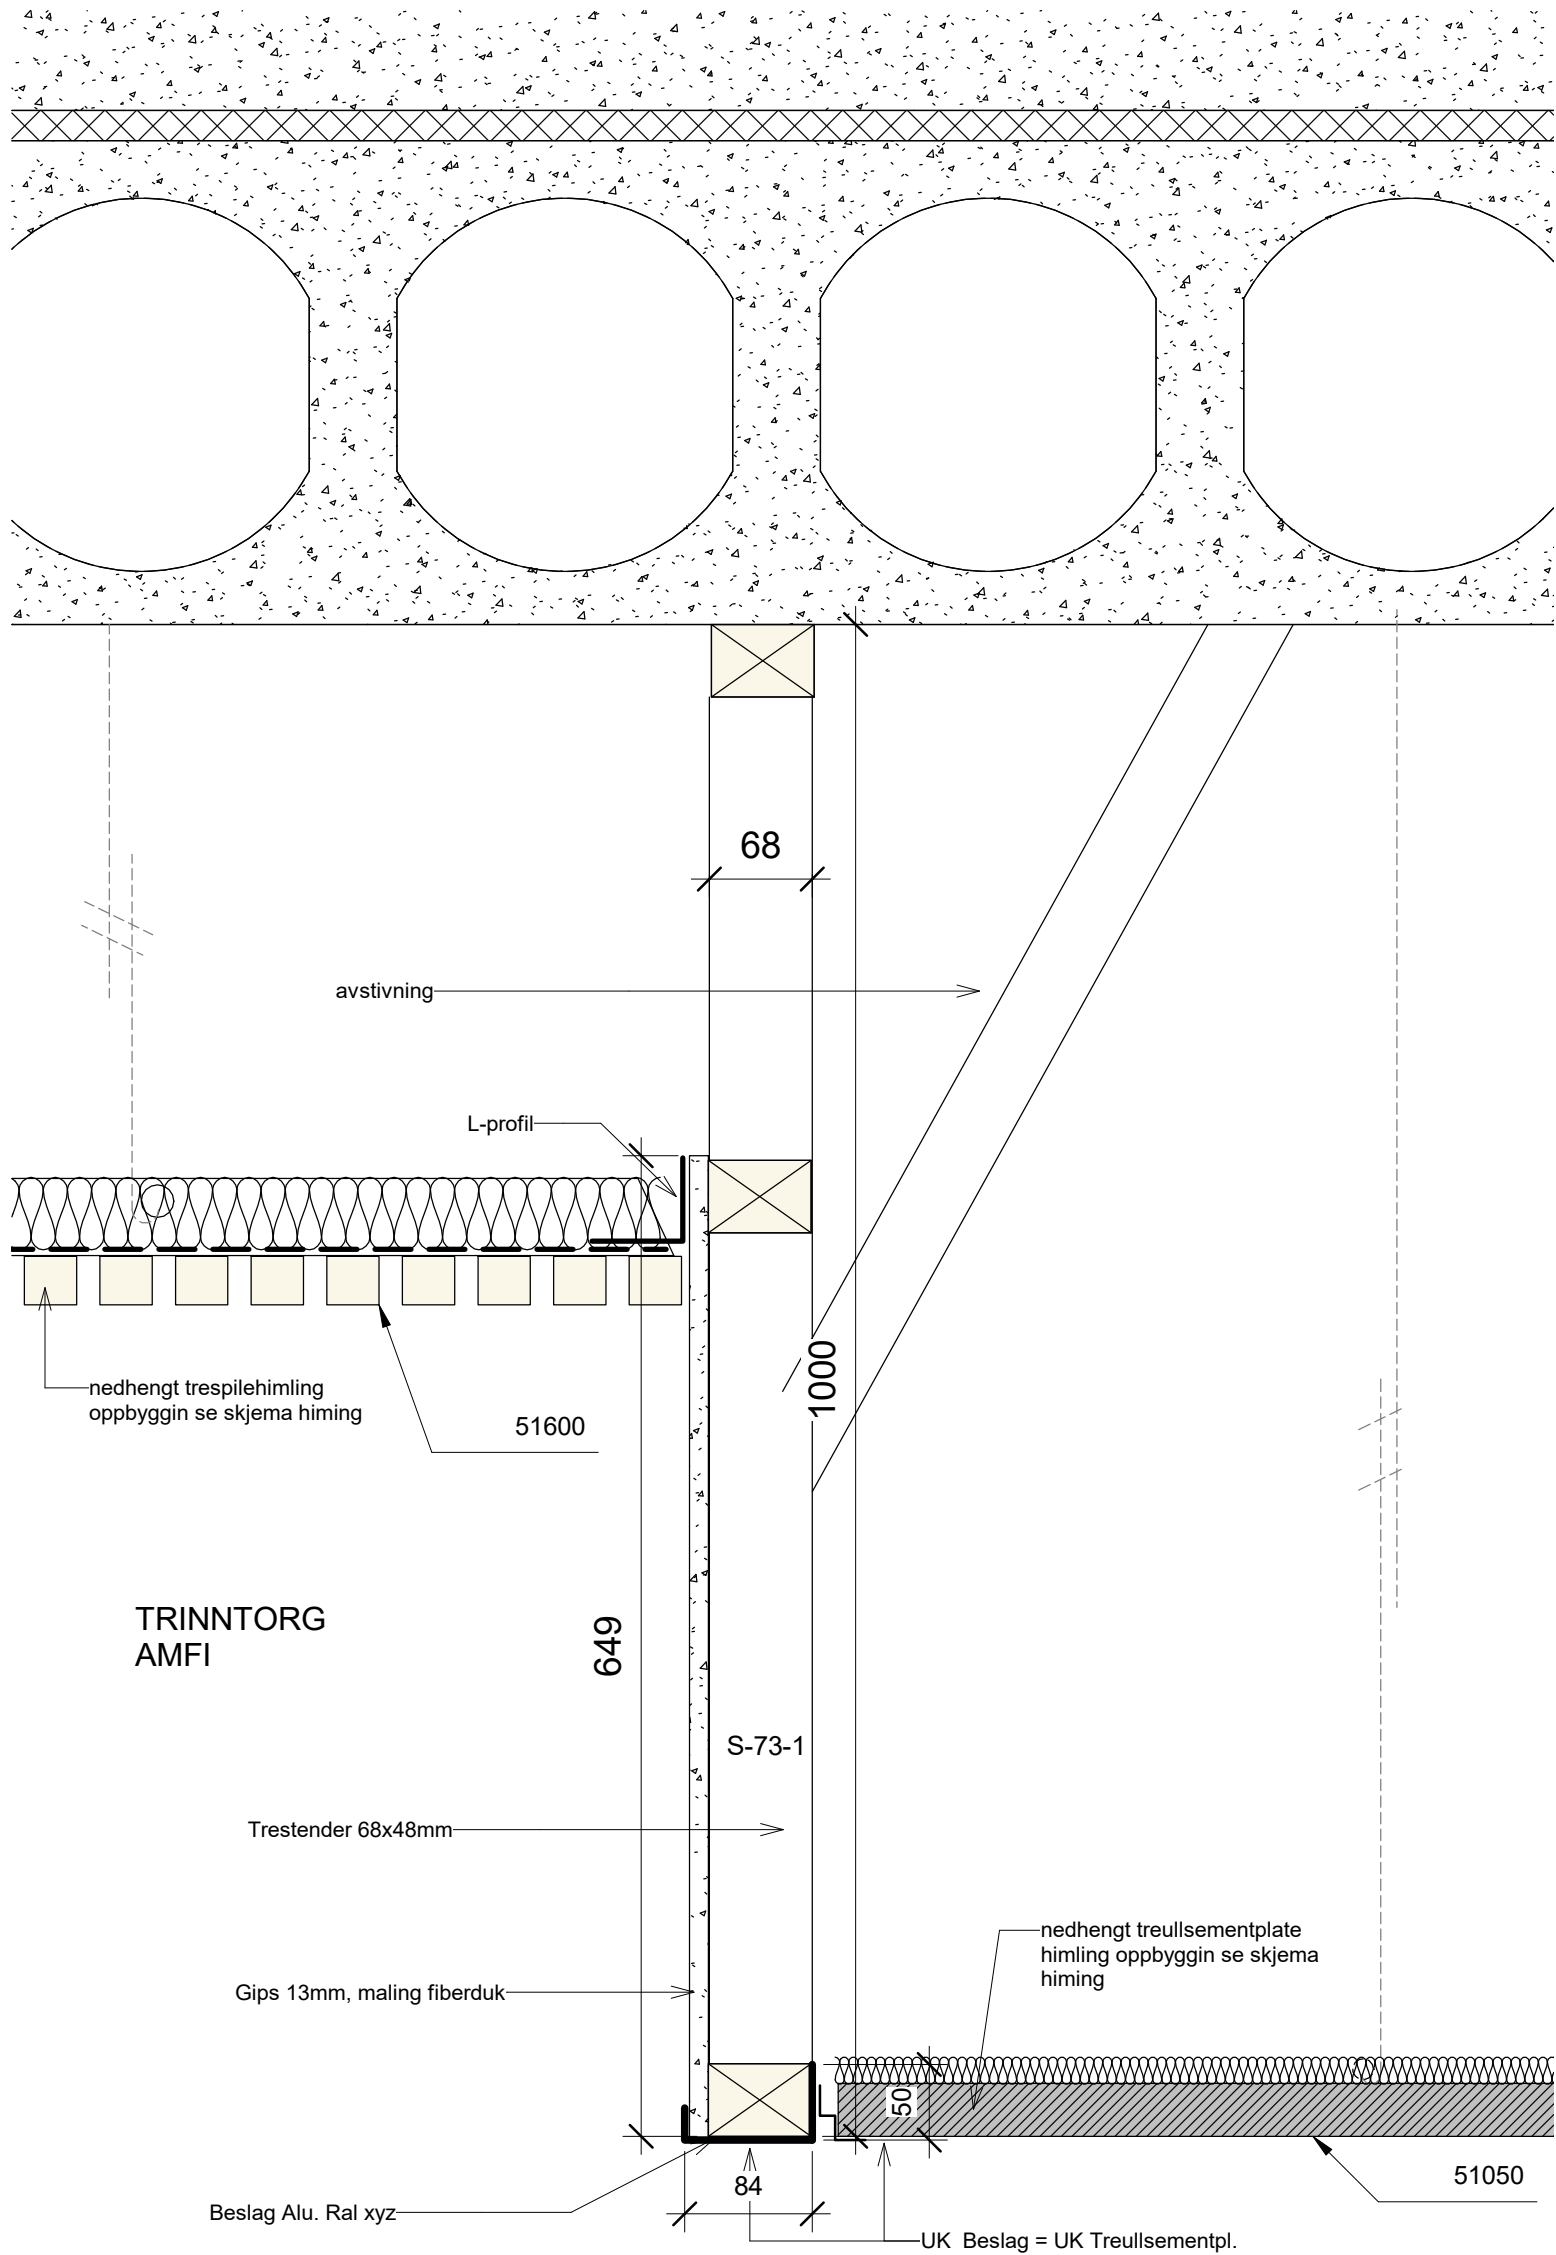 68
avstivning
L-profil
1000
nedhengt trespilehimling
oppbyggin se skjema himing
51600
TRINNTORG
AMFI
649
S-73-1
Trestender 68x48mm
nedhengt treullsementplate
himling oppbyggin se skjema
himing
Gips 13mm, maling fiberduk
50
51050
84
Beslag Alu. Ral xyz
UK  Beslag = UK Treullsementpl.